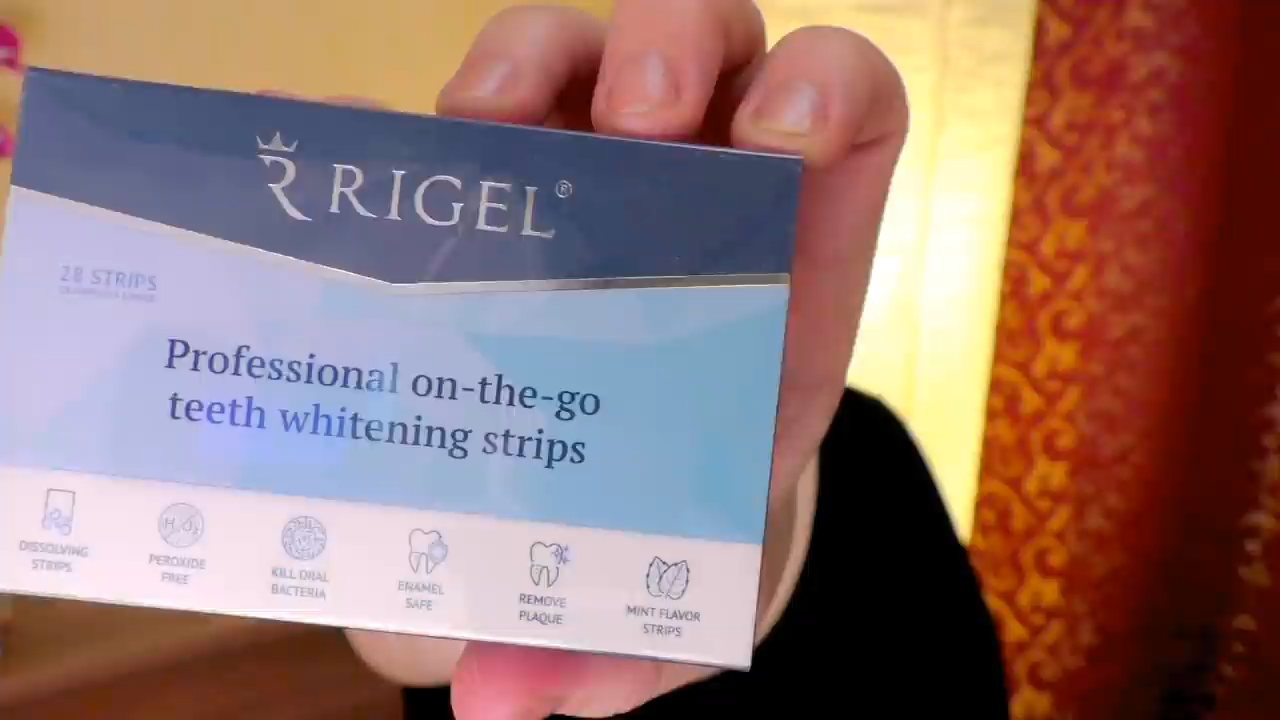 RIGEL®
28 STRIPS
Professional on-the-go
teeth whitening strips
H₂O₂
DISSOLVING
STRIPS
PEROXIDE
FREE
KILL ORAL
BACTERIA
ENAMEL
SAFE
REMOVE
PLAQUE
MINT FLAVOR
STRIPS